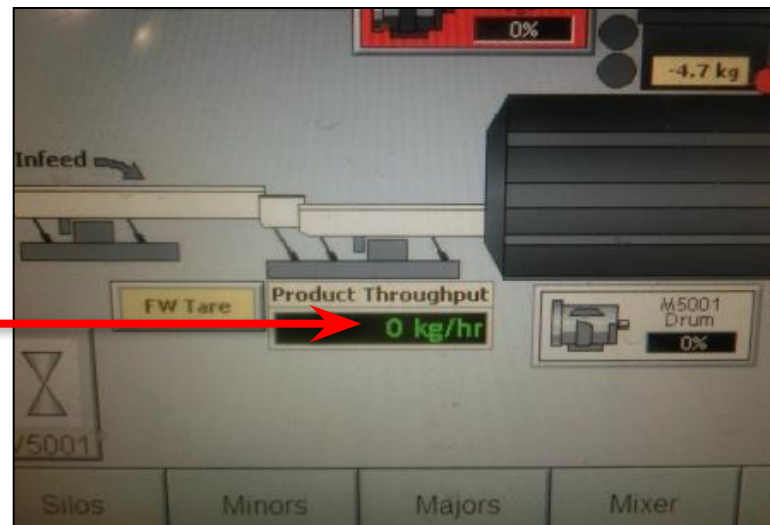 0%
-4.7 kg
Infeed
FW Tare
Product Throughput
0 kg/hr
M5001
Drum
0%
V5001
Silos
Minors
Majors
Mixer